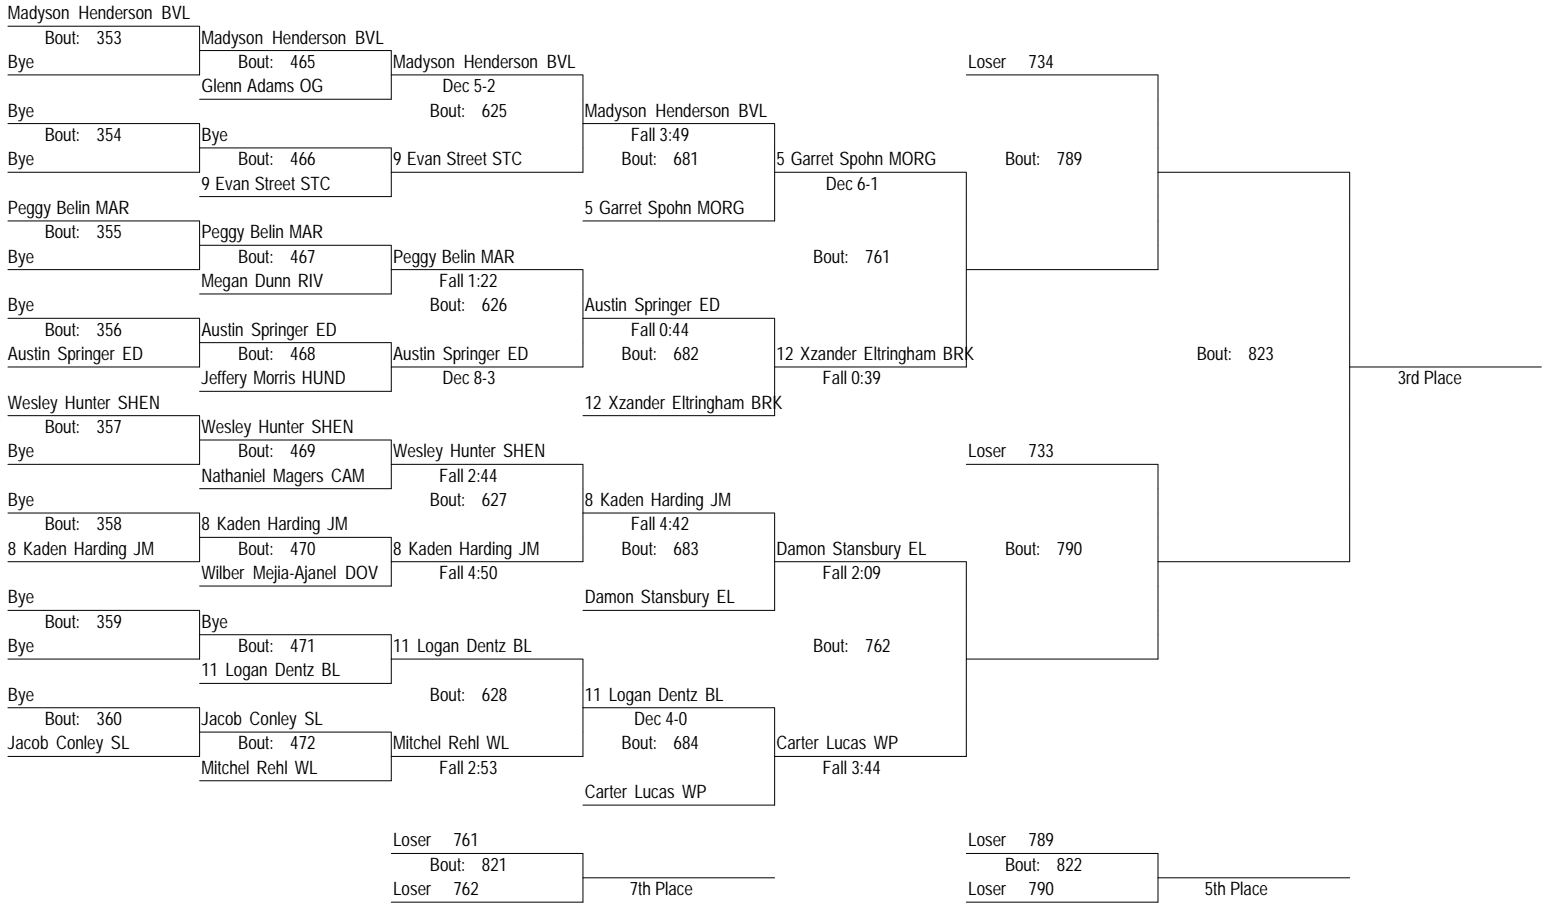 Madyson Henderson BVL
Bout: 353
Bye
Bye
Bout: 354
Bye
Peggy Belin MAR
Bout: 355
Bye
Bye
Bout: 356
Austin Springer ED
Wesley Hunter SHEN
Bout: 357
Bye
Bye
Bout: 358
8 Kaden Harding JM
Bye
Bout: 359
Bye
Bye
Bout: 360
Jacob Conley SL
Madyson Henderson BVL
Bout: 465
Glenn Adams OG
Bye
Bout: 466
9 Evan Street STC
Peggy Belin MAR
Bout: 467
Megan Dunn RIV
Austin Springer ED
Bout: 468
Jeffery Morris HUND
Wesley Hunter SHEN
Bout: 469
Nathaniel Magers CAM
8 Kaden Harding JM
Bout: 470
Wilber Mejia-Ajanel DOV
Bye
Bout: 471
11 Logan Dentz BL
Jacob Conley SL
Bout: 472
Mitchel Rehl WL
Madyson Henderson BVL
Dec 5-2
Bout: 625
9 Evan Street STC
Peggy Belin MAR
Fall 1:22
Bout: 626
Austin Springer ED
Dec 8-3
Wesley Hunter SHEN
Fall 2:44
Bout: 627
8 Kaden Harding JM
Fall 4:50
11 Logan Dentz BL
Bout: 628
Mitchel Rehl WL
Fall 2:53
Madyson Henderson BVL
Fall 3:49
Bout: 681
5 Garret Spohn MORG
Austin Springer ED
Fall 0:44
Bout: 682
12 Xzander Eltringham BRK
8 Kaden Harding JM
Fall 4:42
Bout: 683
Damon Stansbury EL
11 Logan Dentz BL
Dec 4-0
Bout: 684
Carter Lucas WP
5 Garret Spohn MORG
Dec 6-1
Bout: 761
12 Xzander Eltringham BRK
Fall 0:39
Damon Stansbury EL
Fall 2:09
Bout: 762
Carter Lucas WP
Fall 3:44
Loser 734
Bout: 789
Loser 733
Bout: 790
Bout: 823
3rd Place
Loser 761
Bout: 821
Loser 762
7th Place
Loser 789
Bout: 822
Loser 790
5th Place